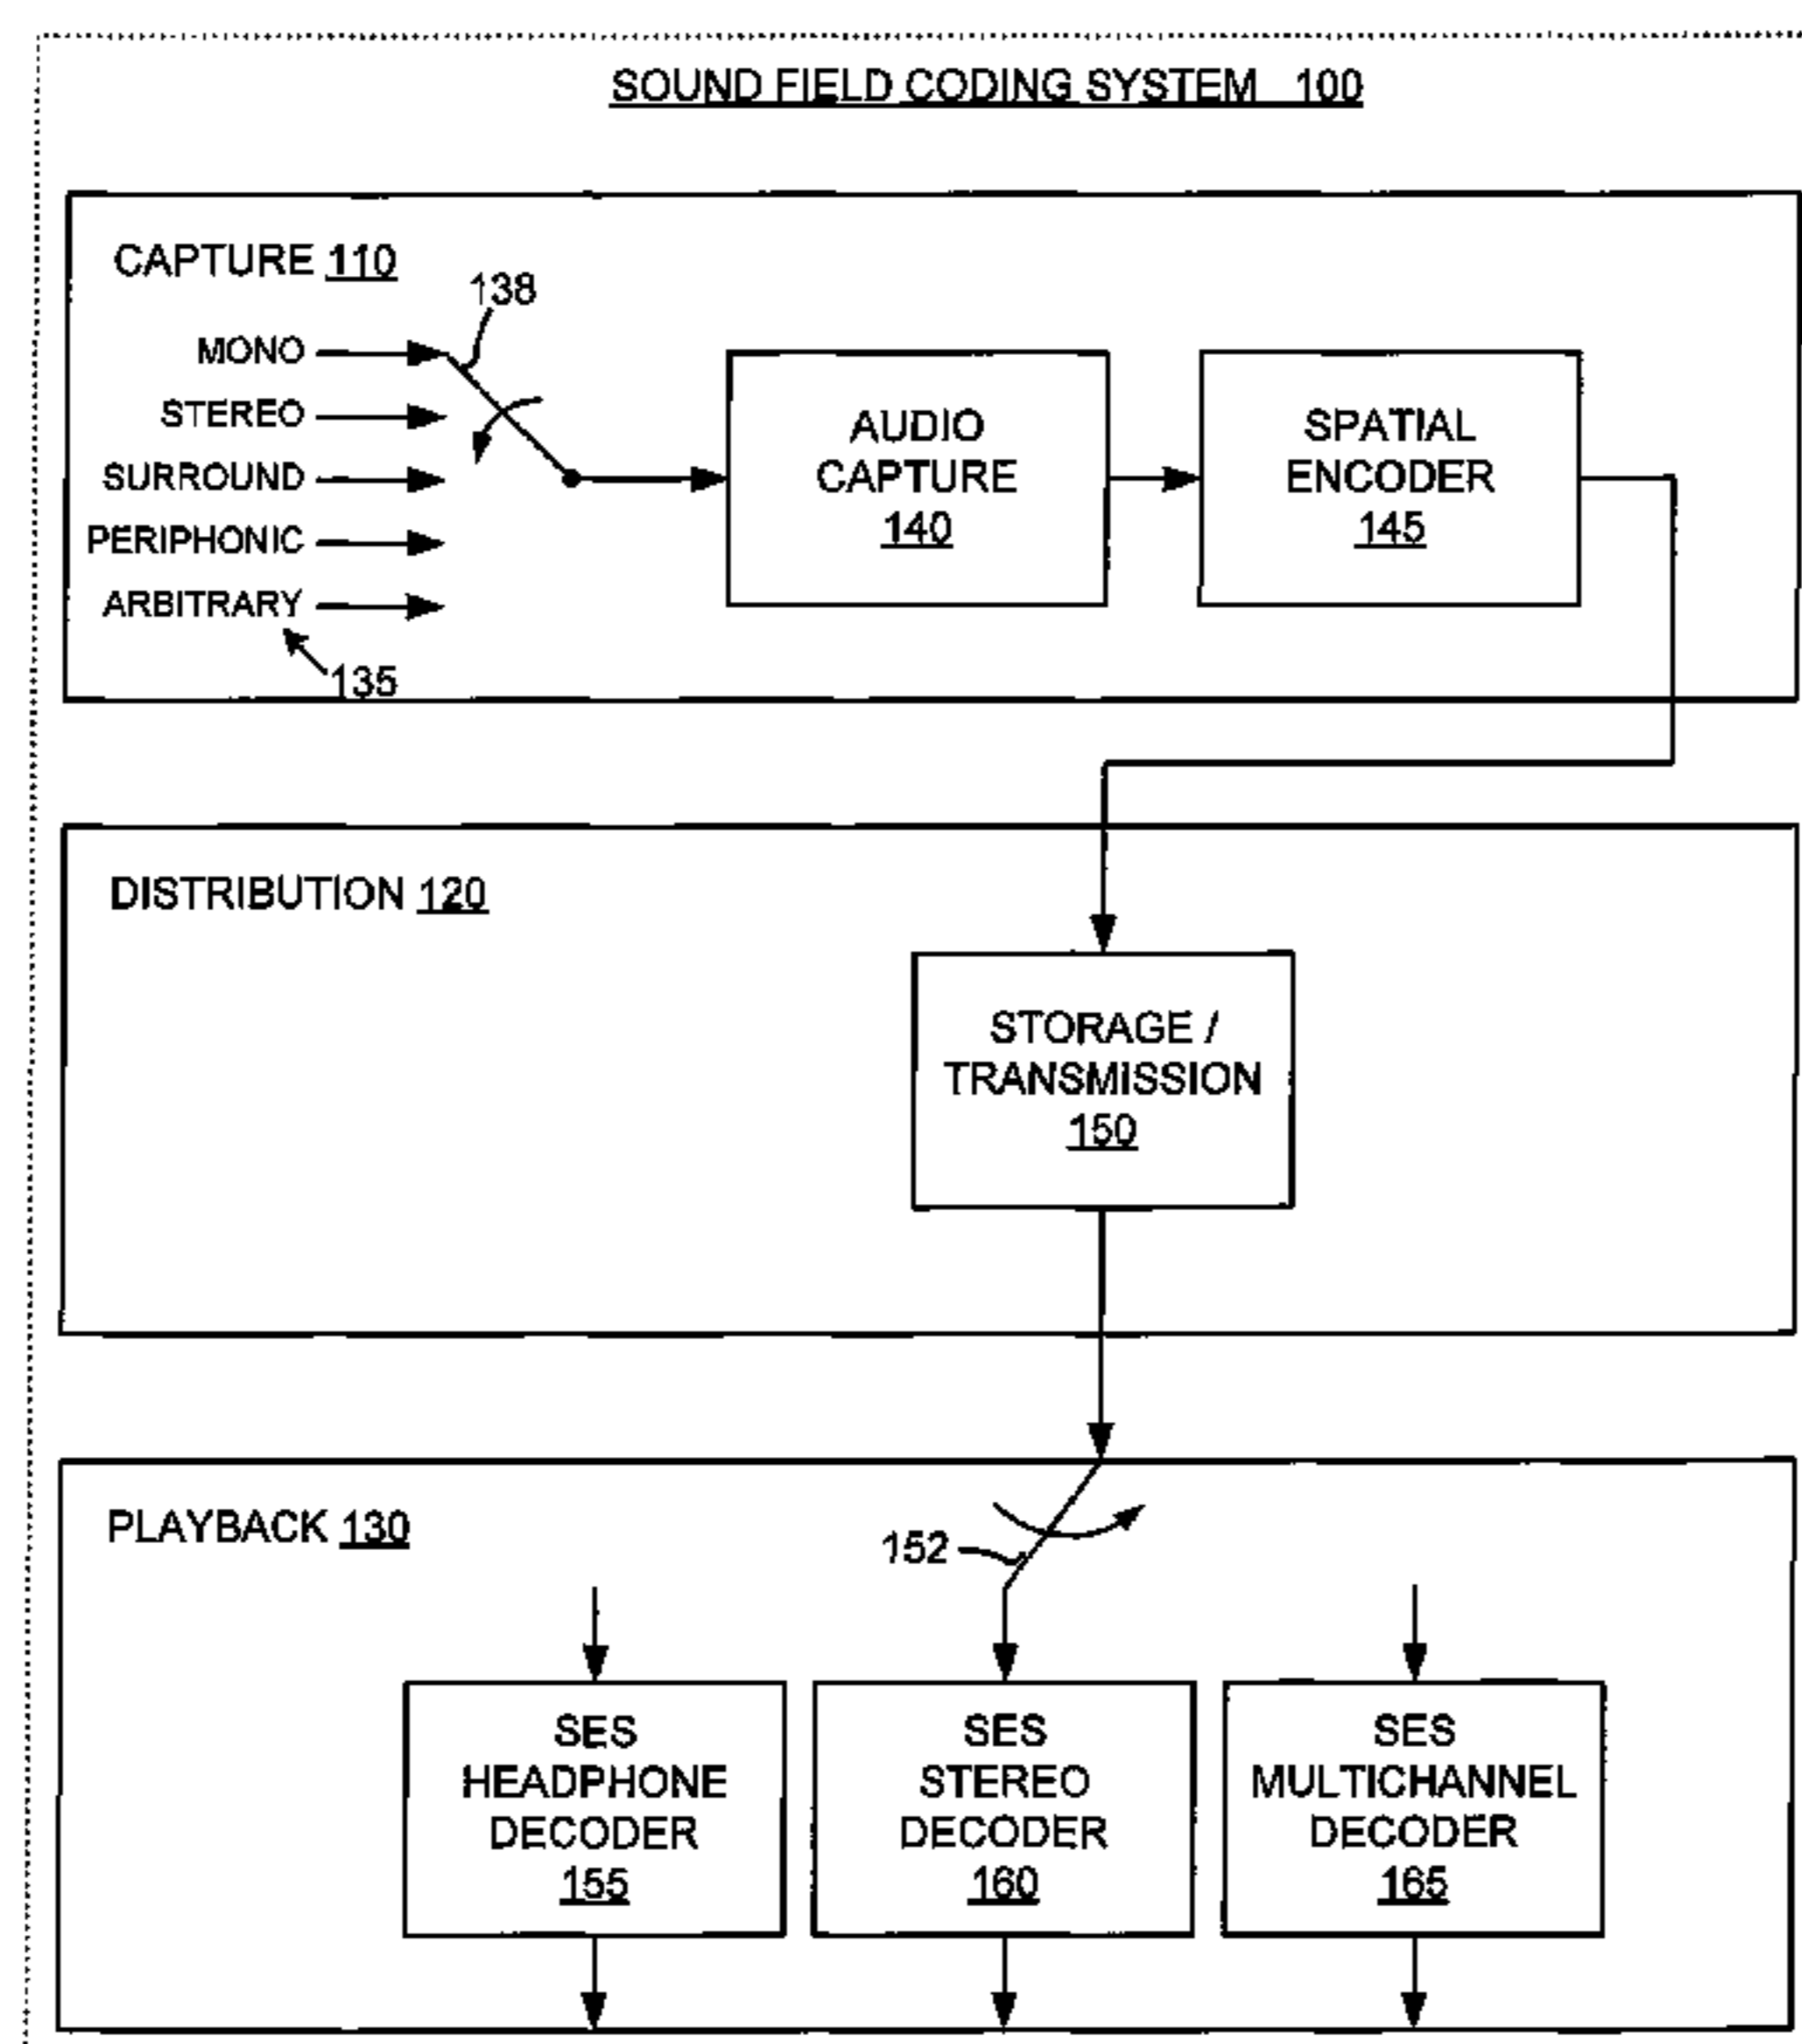 SOUND FIELD CODING SYSTEM 100
CAPTURE 110
138
MONO
STEREO
SURROUND
PERIPHONIC
ARBITRARY
135
AUDIO
CAPTURE
140
SPATIAL
ENCODER
145
DISTRIBUTION 120
STORAGE /
TRANSMISSION
150
PLAYBACK 130
152
SES
HEADPHONE
DECODER
155
SES
STEREO
DECODER
160
SES
MULTICHANNEL
DECODER
165